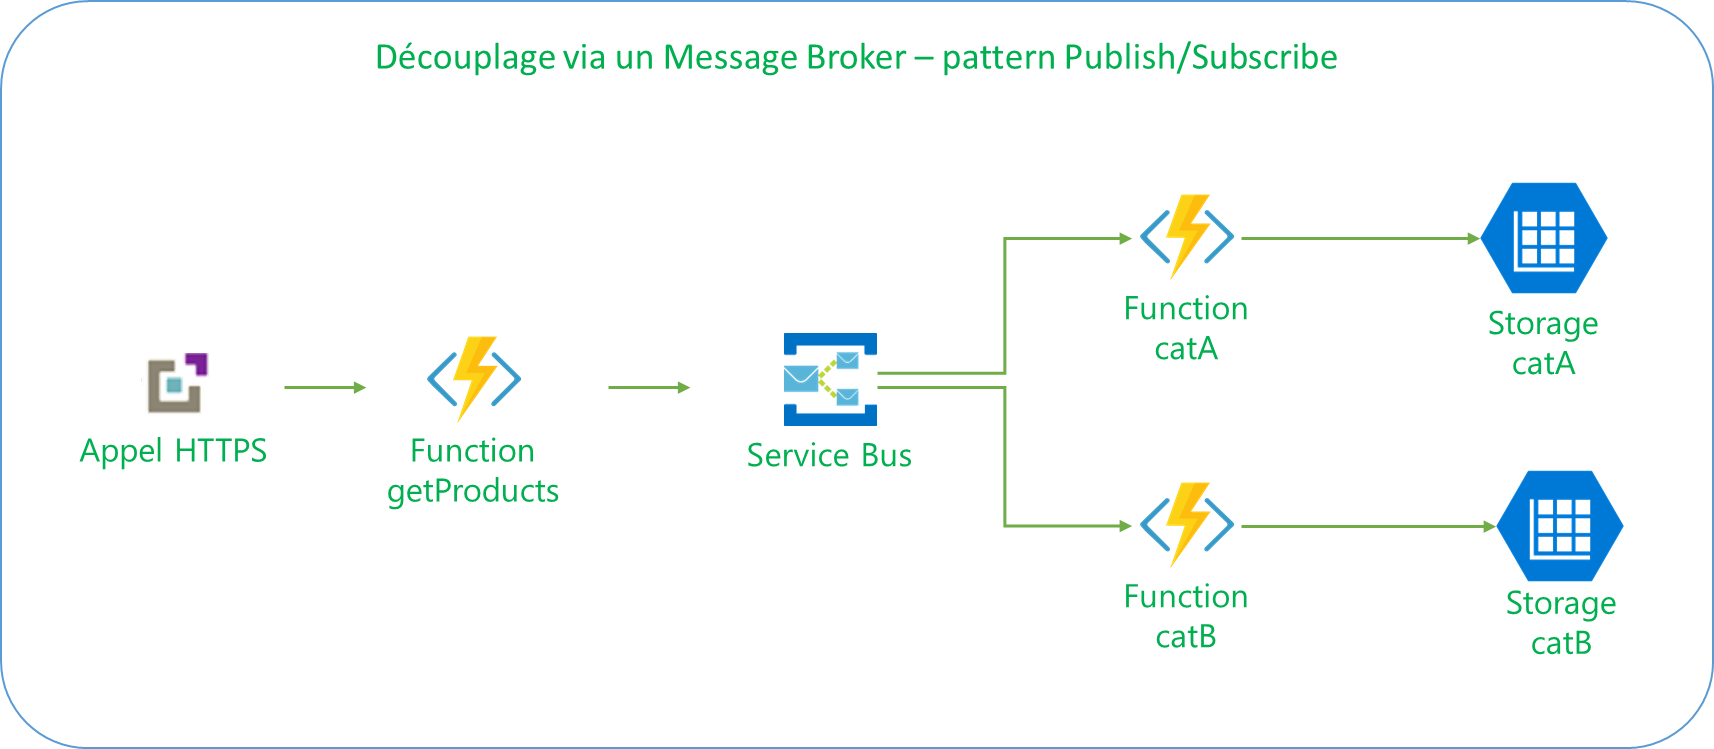 Découplage via un Message Broker – pattern Publish/Subscribe
Appel HTTPS
Function
getProducts
Service Bus
Function
catA
Storage
catA
Function
catB
Storage
catB